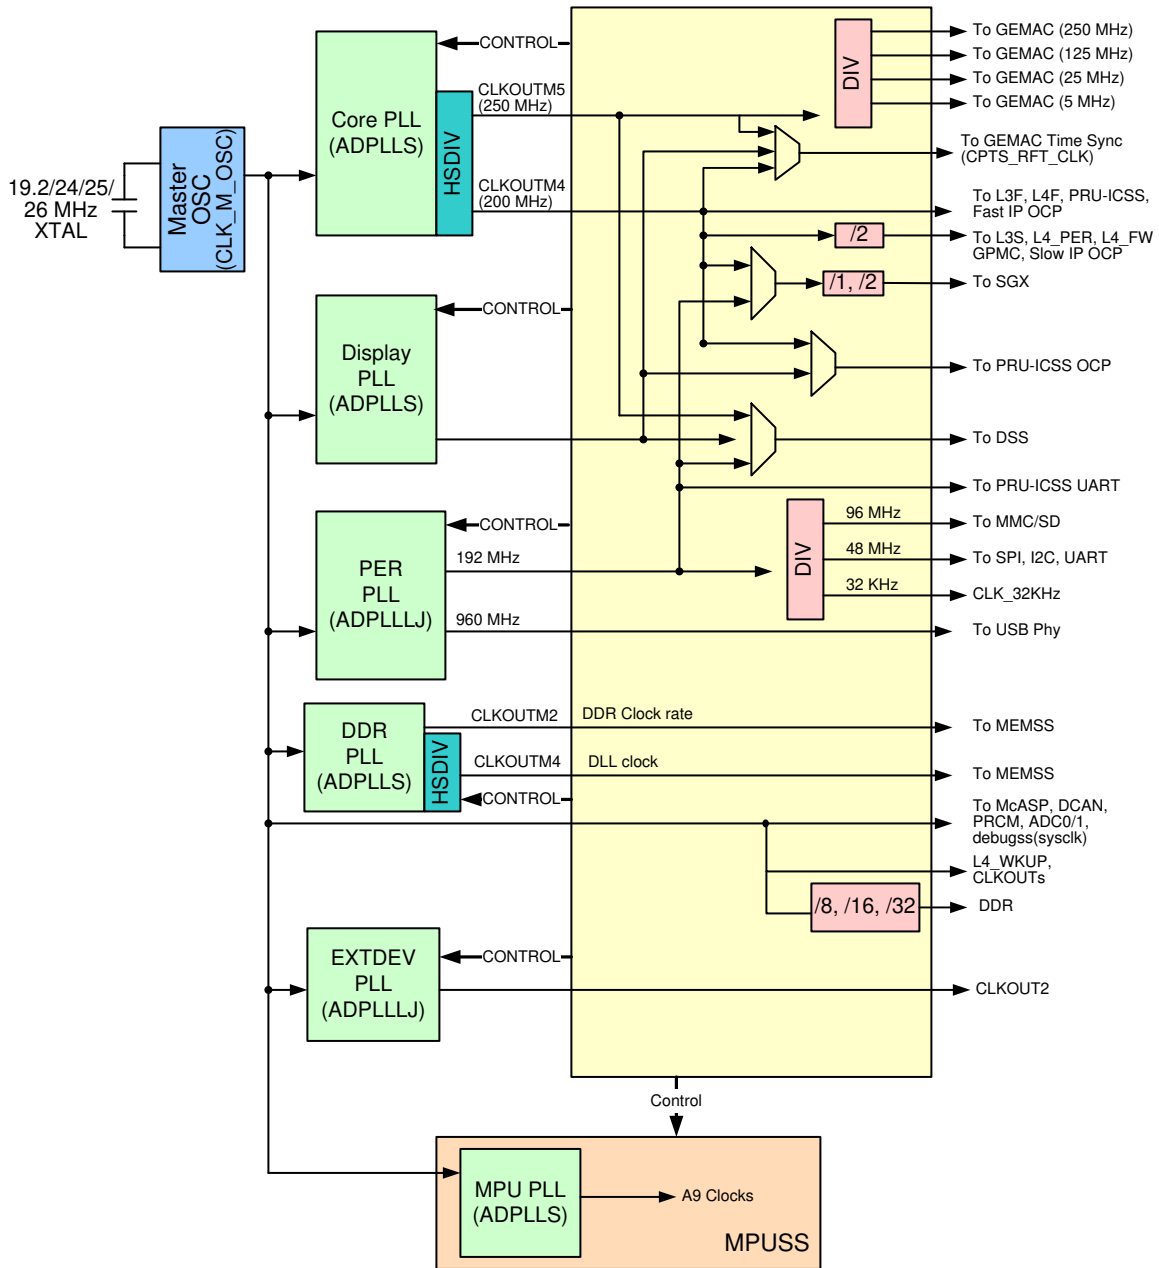 19.2/24/25/
26 MHz
XTAL
Master
OSC
(CLK_M_OSC)
Core PLL
(ADPLLS)
HSDIV
CONTROL
CLKOUTM5
(250 MHz)
CLKOUTM4
(200 MHz)
DIV
To GEMAC (250 MHz)
To GEMAC (125 MHz)
To GEMAC (25 MHz)
To GEMAC (5 MHz)
To GEMAC Time Sync
(CPTS_RFT_CLK)
To L3F, L4F, PRU-ICSS,
Fast IP OCP
/2
To L3S, L4_PER, L4_FW
GPMC, Slow IP OCP
/1, /2
To SGX
Display
PLL
(ADPLLS)
CONTROL
To PRU-ICSS OCP
To DSS
To PRU-ICSS UART
PER
PLL
(ADPLLLJ)
CONTROL
192 MHz
960 MHz
DIV
96 MHz
48 MHz
32 KHz
To MMC/SD
To SPI, I2C, UART
CLK_32KHz
To USB Phy
DDR
PLL
(ADPLLS)
HSDIV
CLKOUTM2
DDR Clock rate
To MEMSS
CLKOUTM4
DLL clock
To MEMSS
CONTROL
To McASP, DCAN,
PRCM, ADC0/1,
debugss(sysclk)
L4_WKUP,
CLKOUTs
/8, /16, /32
DDR
EXTDEV
PLL
(ADPLLLJ)
CONTROL
CLKOUT2
Control
MPU PLL
(ADPLLS)
A9 Clocks
MPUSS